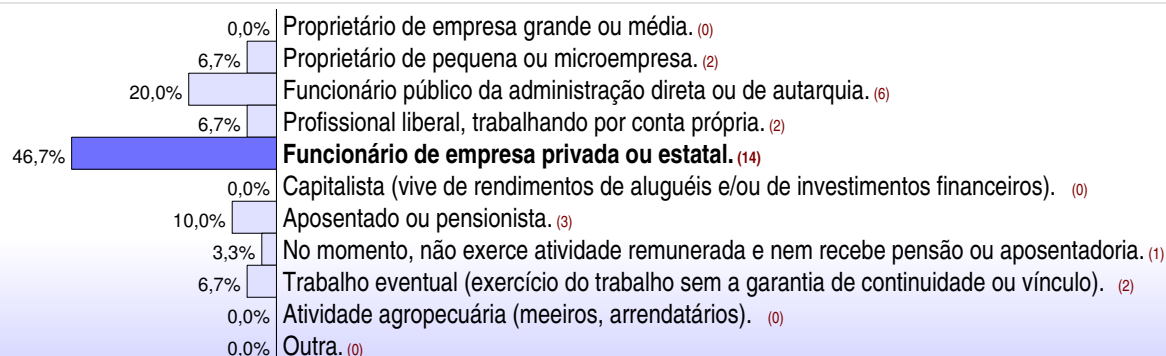 0,0% Proprietário de empresa grande ou média. (0)
6,7% Proprietário de pequena ou microempresa. (2)
20,0% Funcionário público da administração direta ou de autarquia. (6)
6,7% Profissional liberal, trabalhando por conta própria. (2)
46,7% Funcionário de empresa privada ou estatal. (14)
0,0% Capitalista (vive de rendimentos de aluguéis e/ou de investimentos financeiros). (0)
10,0% Aposentado ou pensionista. (3)
3,3% No momento, não exerce atividade remunerada e nem recebe pensão ou aposentadoria. (1)
6,7% Trabalho eventual (exercício do trabalho sem a garantia de continuidade ou vínculo). (2)
0,0% Atividade agropecuária (meeiros, arrendatários). (0)
0,0% Outra. (0)